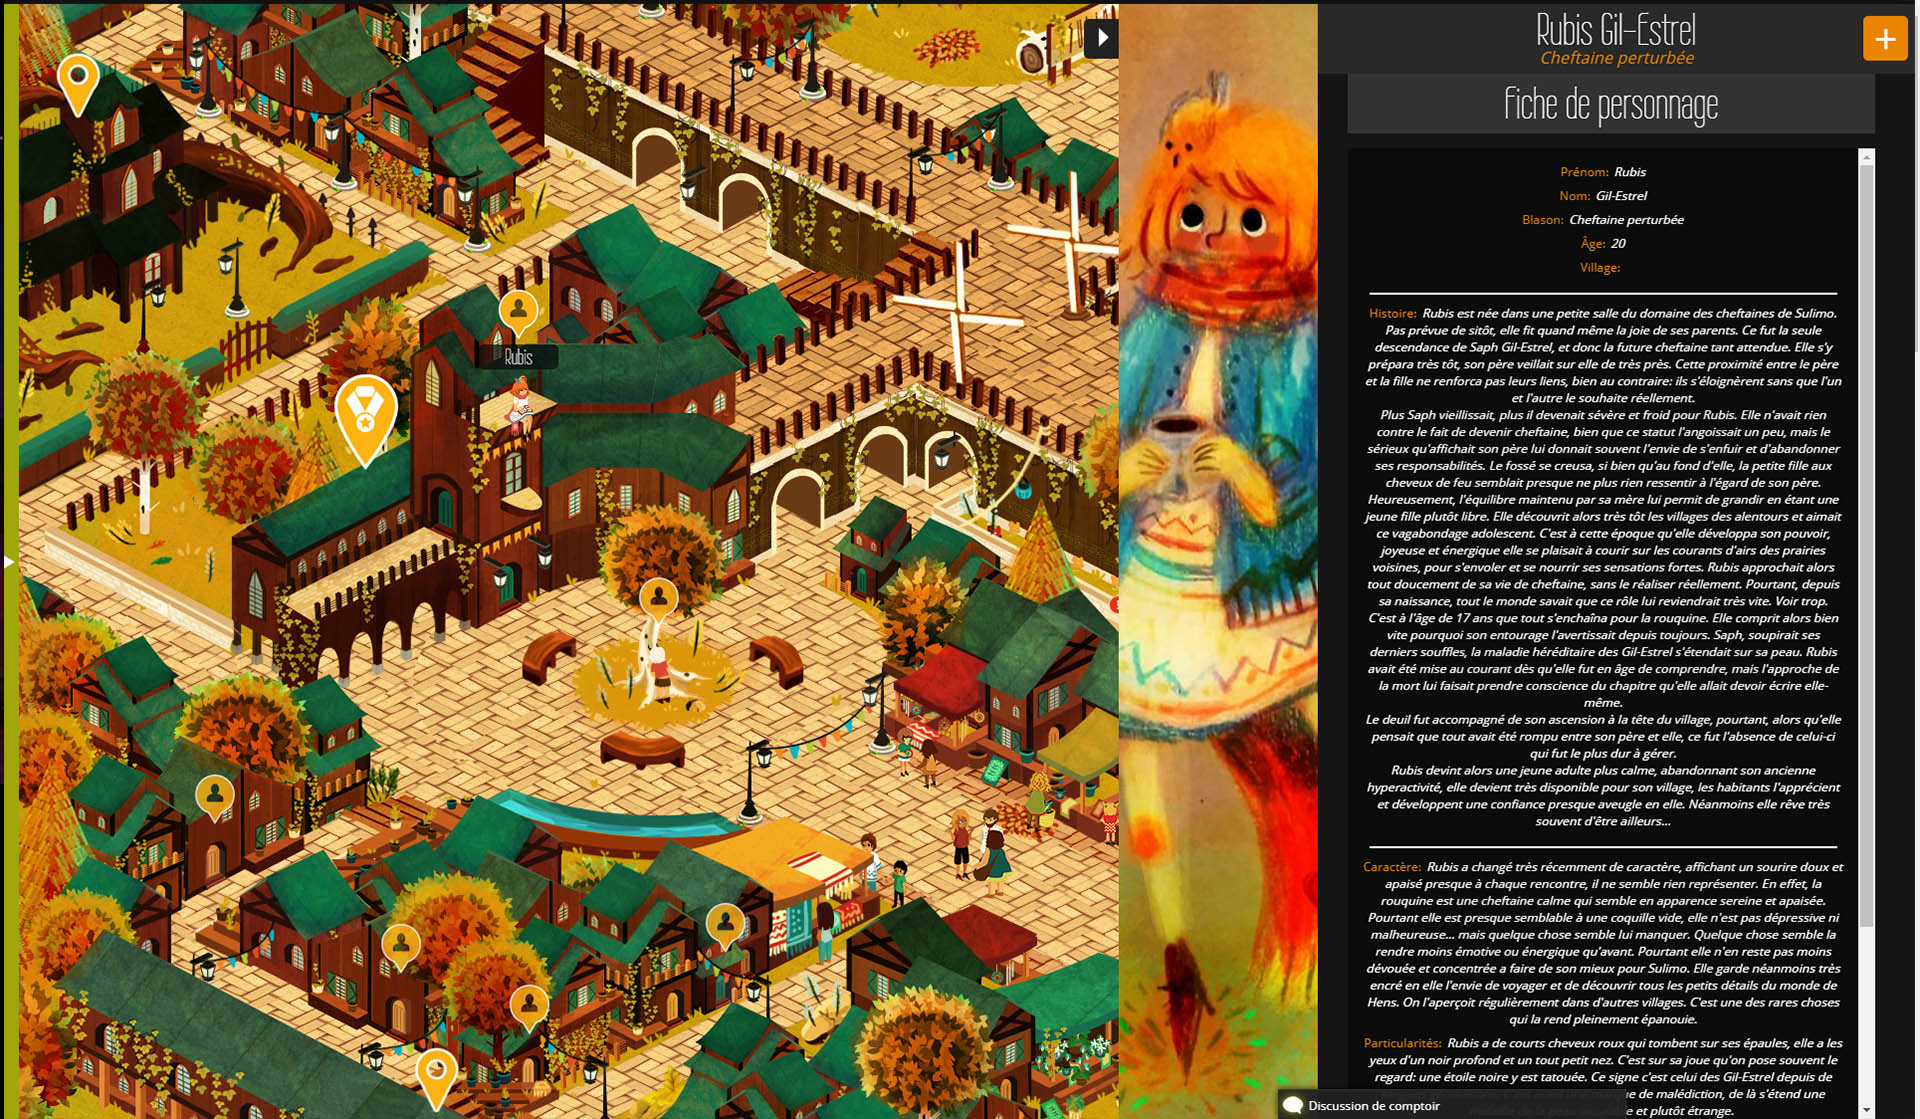 Rubis
Rubis Gil-Estrel
Cheftaine perturbée
+
Fiche de personnage
Prénom: Rubis
Nom: Gil-Estrel
Blason: Cheftaine perturbée
Âge: 20
Village:
Histoire: Rubis est née dans une petite salle du domaine des cheftaines de Sulimo.
Pas prévue de sitôt, elle fit quand même la joie de ses parents. Ce fut la seule
descendance de Saph Gil-Estrel, et donc la future cheftaine tant attendue. Elle s'y
prépara très tôt, son père veillait sur elle de très près. Cette proximité entre le père
et la fille ne renforca pas leurs liens, bien au contraire: ils s'éloignèrent sans que l'un
et l'autre le souhaite réellement.
Plus Saph vieillissait, plus il devenait sévère et froid pour Rubis. Elle n'avait rien
contre le fait de devenir cheftaine, bien que ce statut l'angoissait un peu, mais le
sérieux qu'affichait son père lui donnait souvent l'envie de s'enfuir et d'abandonner
ses responsabilités. Le fossé se creusa, si bien qu'au fond d'elle, la petite fille aux
cheveux de feu semblait presque ne plus rien ressentir à l'égard de son père.
Heureusement, l'équilibre maintenu par sa mère lui permit de grandir en étant une
jeune fille plutôt libre. Elle découvrit alors très tôt les villages des alentours et aimait
ce vagabondage adolescent. C'est à cette époque qu'elle développa son pouvoir,
joyeuse et énergique elle se plaisait à courir sur les courants d'airs des prairies
voisines, pour s'envoler et se nourrir ses sensations fortes. Rubis approchait alors
tout doucement de sa vie de cheftaine, sans le réaliser réellement. Pourtant, depuis
sa naissance, tout le monde savait que ce rôle lui reviendrait très vite. Voir trop.
C'est à l'âge de 17 ans que tout s'enchaîna pour la rouquine. Elle comprit alors bien
vite pourquoi son entourage l'avertissait depuis toujours. Saph, soupirait ses
derniers souffles, la maladie héréditaire des Gil-Estrel s'étendait sur sa peau. Rubis
avait été mise au courant dès qu'elle fut en âge de comprendre, mais l'approche de
la mort lui faisait prendre conscience du chapitre qu'elle allait devoir écrire elle-
même.
Le deuil fut accompagné de son ascension à la tête du village, pourtant, alors qu'elle
pensait que tout avait été rompu entre son père et elle, ce fut l'absence de celui-ci
qui fut le plus dur à gérer.
Rubis devint alors une jeune adulte plus calme, abandonnant son ancienne
hyperactivité, elle devient très disponible pour son village, les habitants l'apprécient
et développent une confiance presque aveugle en elle. Néanmoins elle rêve très
souvent d'être ailleurs...
Caractère: Rubis a changé très récemment de caractère, affichant un sourire doux et
apaisé presque à chaque rencontre, il ne semble rien représenter. En effet, la
rouquine est une cheftaine calme qui semble en apparence sereine et apaisée.
Pourtant elle est presque semblable à une coquille vide, elle n'est pas dépressive ni
malheureuse... mais quelque chose semble lui manquer. Quelque chose semble la
rendre moins émotive ou énergique qu'avant. Pourtant elle n'en reste pas moins
dévouée et concentrée a faire de son mieux pour Sulimo. Elle garde néanmoins très
encré en elle l'envie de voyager et de découvrir tous les petits détails du monde de
Hens. On l'aperçoit régulièrement dans d'autres villages. C'est une des rares choses
qui la rend pleinement épanouie.
Particularités: Rubis a de courts cheveux roux qui tombent sur ses épaules, elle a les
yeux d'un noir profond et un tout petit nez. C'est sur sa joue qu'on pose souvent le
regard: une étoile noire y est tatouée. Ce signe c'est celui des Gil-Estrel depuis de
de malédiction, de là s'étend une
e et plutôt étrange.
Discussion de comptoir